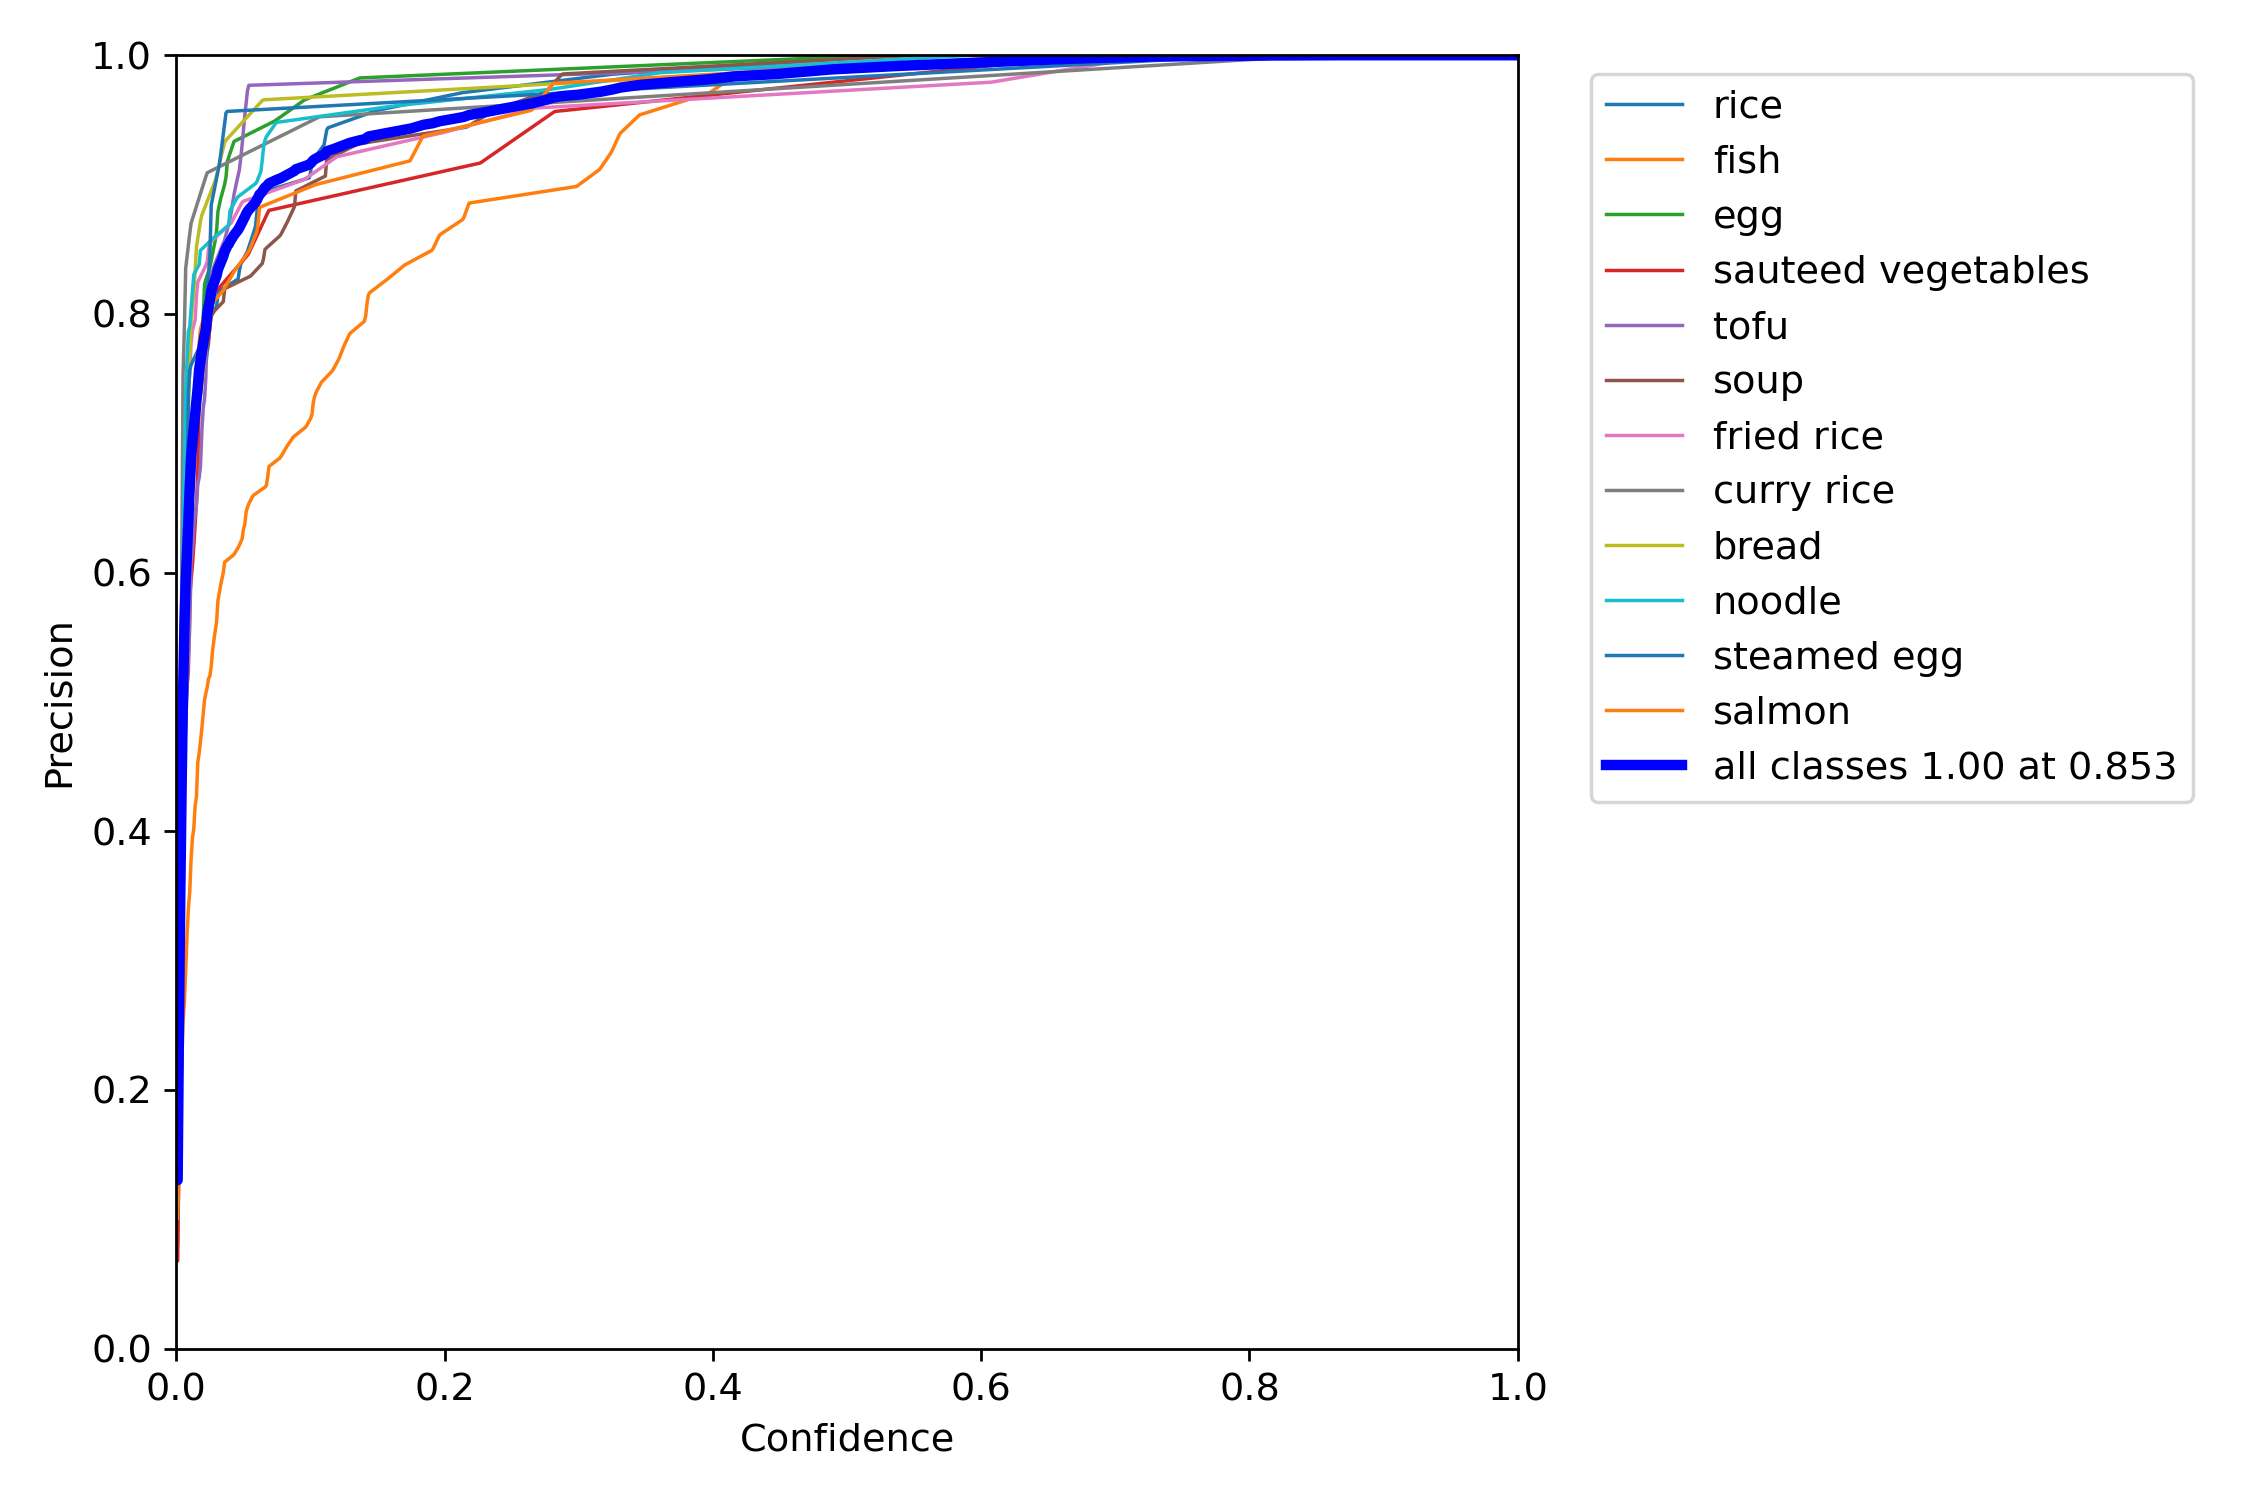 1.0
0.8
0.6
0.4
0.2
0.0
Precision
0.0 0.2 0.4 0.6 0.8 1.0
Confidence
rice
fish
egg
sauteed vegetables
tofu
soup
fried rice
curry rice
bread
noodle
steamed egg
salmon
all classes 1.00 at 0.853